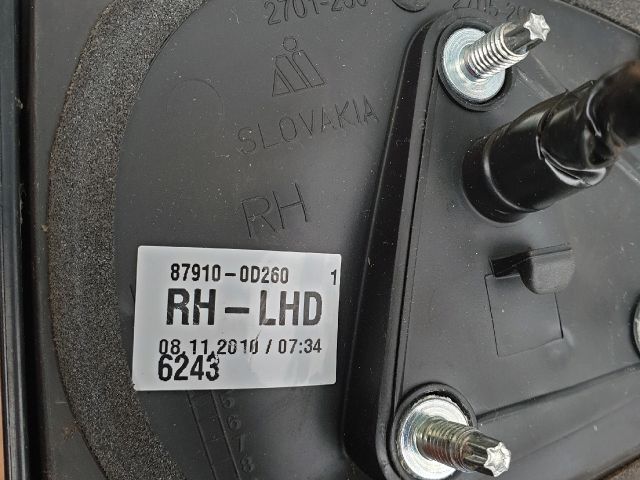 SLOVAKIA
RH
87910-0D260 1
RH-LHD
08.11.2010 / 07:34
6243